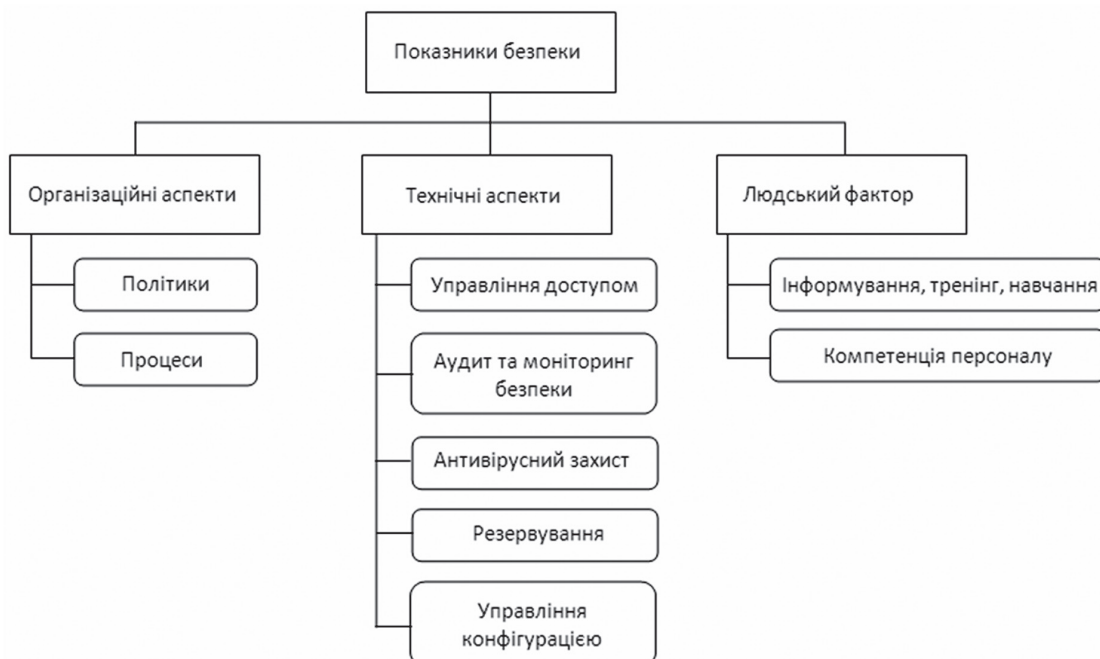 Показники безпеки
Організаційні аспекти
Політики
Процеси
Технічні аспекти
Управління доступом
Аудит та моніторинг
безпеки
Антивірусний захист
Резервування
Управління
конфігурацією
Людський фактор
Інформування, тренінг, навчання
Компетенція персоналу